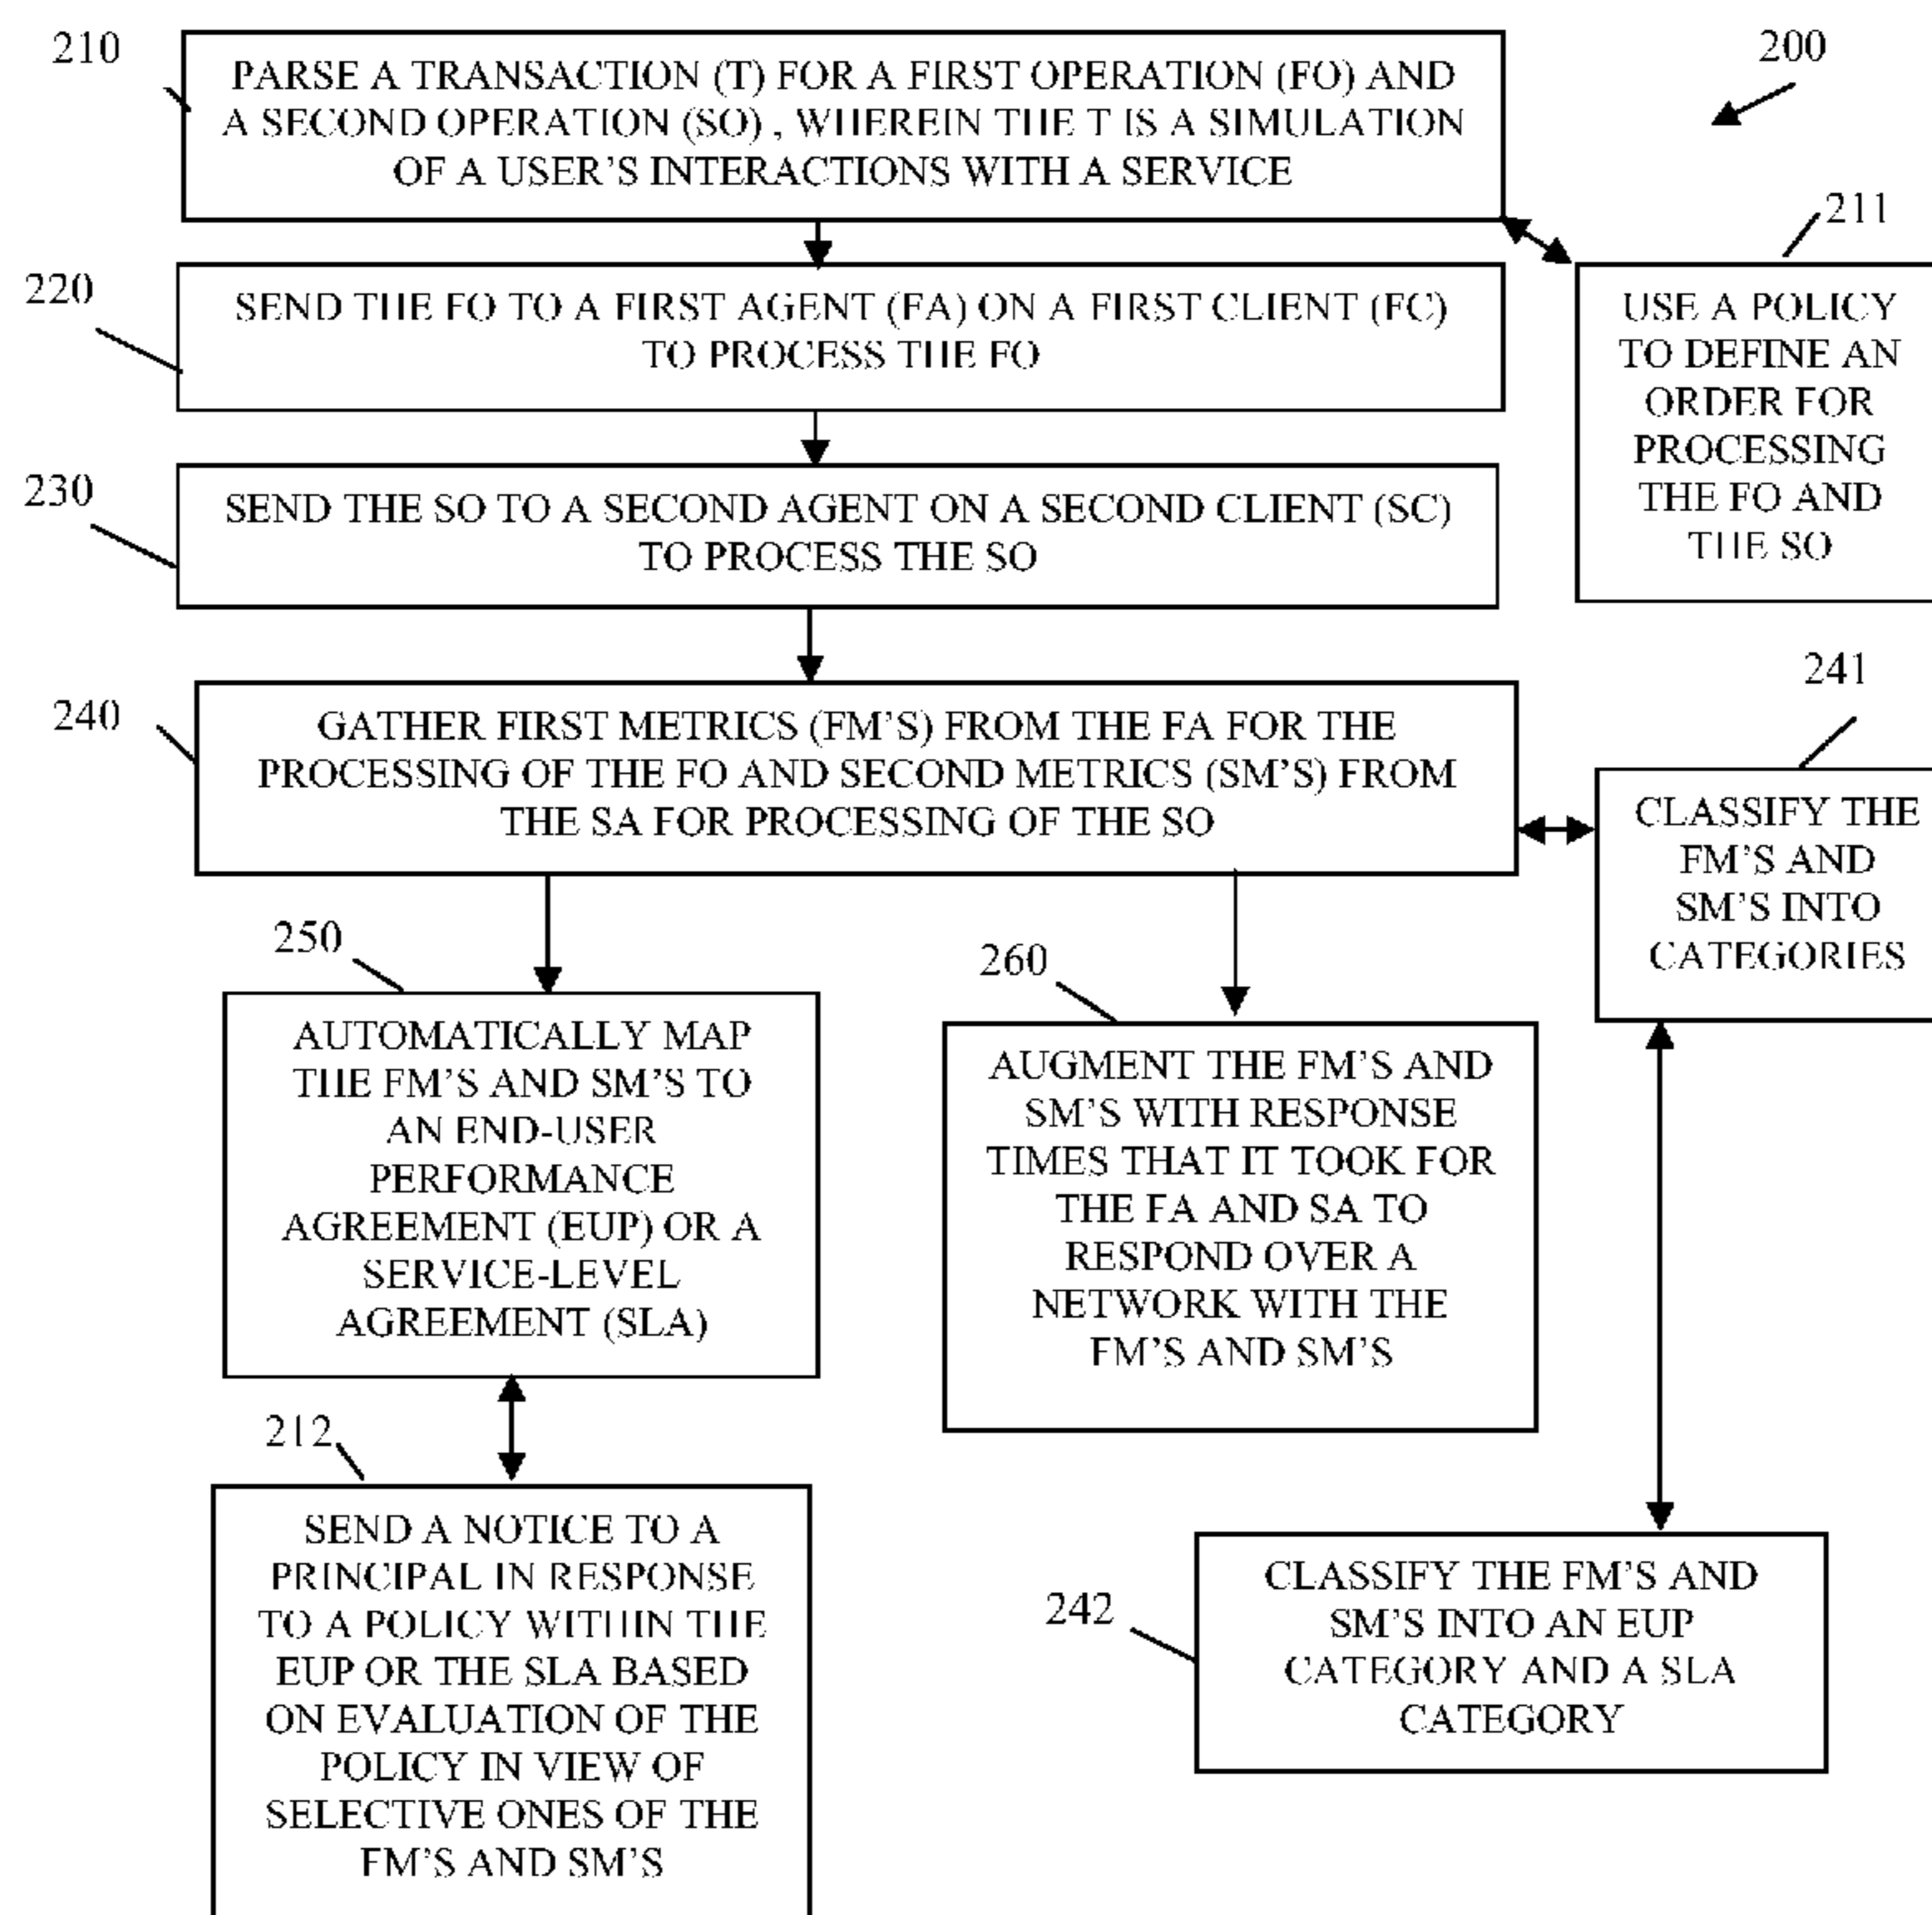 210
200
PARSE A TRANSACTION (T) FOR A FIRST OPERATION (FO) AND
A SECOND OPERATION (SO) , WHEREIN THE T IS A SIMULATION
OF A USER'S INTERACTIONS WITH A SERVICE
211
USE A POLICY
TO DEFINE AN
ORDER FOR
PROCESSING
THE FO AND
THE SO
220
SEND THE FO TO A FIRST AGENT (FA) ON A FIRST CLIENT (FC)
TO PROCESS THE FO
230
SEND THE SO TO A SECOND AGENT ON A SECOND CLIENT (SC)
TO PROCESS THE SO
240
GATHER FIRST METRICS (FM'S) FROM THE FA FOR THE
PROCESSING OF THE FO AND SECOND METRICS (SM'S) FROM
THE SA FOR PROCESSING OF THE SO
241
CLASSIFY THE
FM'S AND
SM'S INTO
CATEGORIES
250
AUTOMATICALLY MAP
THE FM'S AND SM'S TO
AN END-USER
PERFORMANCE
AGREEMENT (EUP) OR A
SERVICE-LEVEL
AGREEMENT (SLA)
260
AUGMENT THE FM'S AND
SM'S WITH RESPONSE
TIMES THAT IT TOOK FOR
THE FA AND SA TO
RESPOND OVER A
NETWORK WITH THE
FM'S AND SM'S
212
SEND A NOTICE TO A
PRINCIPAL IN RESPONSE
TO A POLICY WITHIN THE
EUP OR THE SLA BASED
ON EVALUATION OF THE
POLICY IN VIEW OF
SELECTIVE ONES OF THE
FM'S AND SM'S
242
CLASSIFY THE FM'S AND
SM'S INTO AN EUP
CATEGORY AND A SLA
CATEGORY